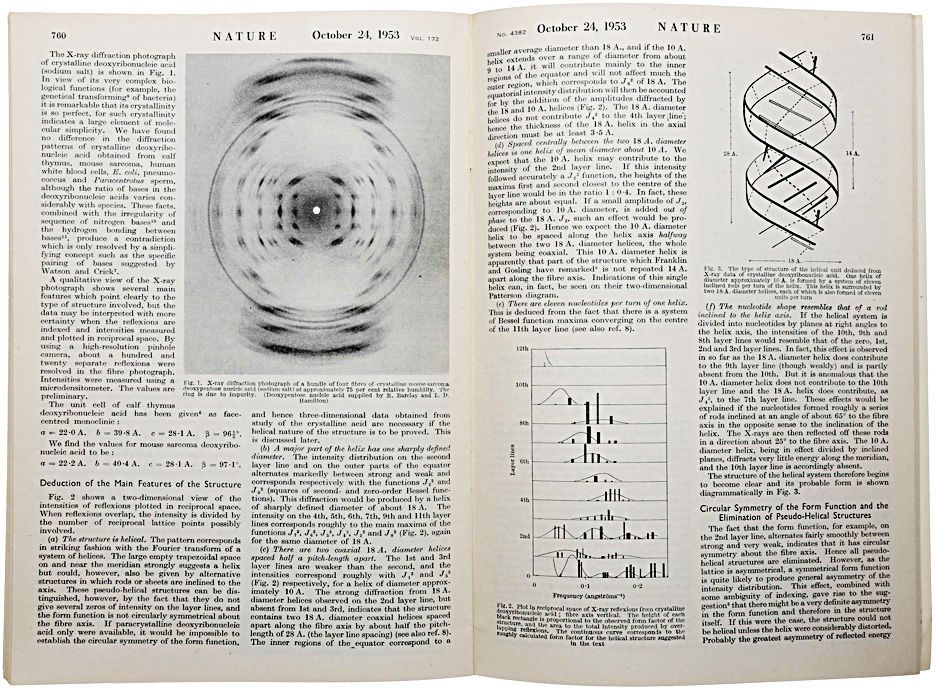 760
NATURE
October 24, 1953 VOL. 172
The X-ray diffraction photograph
of crystalline deoxyribonucleic acid
(sodium salt) is shown in Fig. 1.
In view of its very complex bio-
logical functions (for example, the
genetical transforming⁹ of bacteria)
it is remarkable that its crystallinity
is so perfect, for such crystallinity
indicates a large element of mole-
cular simplicity. We have found
no difference in the diffraction
patterns of crystalline deoxyribo-
nucleic acid obtained from calf
thymus, mouse sarcoma, human
white blood cells, E. coli, pneumo-
coccus and Paracentrotus sperm,
although the ratio of bases in the
deoxyribonucleic acids varies con-
siderably with species. These facts,
combined with the irregularity of
sequence of nitrogen bases¹⁰ and
the hydrogen bonding between
bases¹¹, produce a contradiction
which is only resolved by a simpli-
fying concept such as the specific
pairing of bases suggested by
Watson and Crick⁷.
A qualitative view of the X-ray
photograph shows several main
features which point clearly to the
type of structure involved, but the
data may be interpreted with more
certainty when the reflexions are
indexed and intensities measured
and plotted in reciprocal space. By
using a high-resolution pinhole
camera, about a hundred and
twenty separate reflexions were
resolved in the fibre photograph.
Intensities were measured using a
microdensitometer. The values are
preliminary.
The unit cell of calf thymus
deoxyribonucleic acid has been given⁶ as face-
centred monoclinic :
a = 22·0 A. b = 39·8 A. c = 28·1 A. β = 96½°.
We find the values for mouse sarcoma deoxyribo-
nucleic acid to be :
a = 22·2 A. b = 40·4 A. c = 28·1 A. β = 97·1°.
Deduction of the Main Features of the Structure
Fig. 2 shows a two-dimensional view of the
intensities of reflexions plotted in reciprocal space.
When reflexions overlap, the intensity is divided by
the number of reciprocal lattice points possibly
involved.
(a) The structure is helical. The pattern corresponds
in striking fashion with the Fourier transform of a
system of helices. The large empty trapezoidal space
on and near the meridian strongly suggests a helix
but could, however, also be given by alternative
structures in which rods or sheets are inclined to the
axis. These pseudo-helical structures can be dis-
tinguished, however, by the fact that they do not
give several zeros of intensity on the layer lines, and
the form function is not circularly symmetrical about
the fibre axis. If paracrystalline deoxyribonucleic
acid only were available, it would be impossible to
establish the circular symmetry of the form function,
Fig. 1. X-ray diffraction photograph of a bundle of four fibres of crystalline mouse sarcoma
deoxypentose nucleic acid (sodium salt) at approximately 75 per cent relative humidity. The
ring is due to impurity. (Deoxypentose nucleic acid supplied by R. Barclay and L. D.
Hamilton)
and hence three-dimensional data obtained from
study of the crystalline acid are necessary if the
helical nature of the structure is to be proved. This
is discussed later.
(b) A major part of the helix has one sharply defined
diameter. The intensity distribution on the second
layer line and on the outer parts of the equator
alternates markedly between strong and weak and
corresponds respectively with the functions J₂² and
J₀² (squares of second- and zero-order Bessel func-
tions). This diffraction would be produced by a helix
of sharply defined diameter of about 18 A. The
intensity on the 4th, 5th, 6th, 7th, 9th and 11th layer
lines corresponds roughly to the main maxima of the
functions
(Fig. 2), again
for the same diameter of 18 A.
(c) There are two coaxial 18 A. diameter helices
spaced half a pitch-length apart. The 1st and 3rd
layer lines are weaker than the second, and the
intensities correspond roughly with J₁² and J₃²
(Fig. 2) respectively, for a helix of diameter approx-
imately 10 A. The strong diffraction from 18 A.
diameter helices observed on the 2nd layer line, but
absent from 1st and 3rd, indicates that the structure
contains two 18 A. diameter coaxial helices spaced
apart along the fibre axis by about half the pitch-
length of 28 A. (the layer line spacing) (see also ref. 8).
The inner regions of the equator correspond to a
No. 4382 October 24, 1953
NATURE
761
smaller average diameter than 18 A., and if the 10 A.
helix extends over a range of diameter from about
9 to 14 A. it will contribute mainly to the inner
regions of the equator and will not affect much the
outer region, which corresponds to J₀² of 18 A. The
equatorial intensity distribution will then be accounted
for by the addition of the amplitudes diffracted by
the 18 and 10 A. helices (Fig. 2). The 18 A. diameter
helices do not contribute J₄² to the 4th layer line;
hence the thickness of the 18 A. helix in the axial
direction must be at least 3·5 A.
(d) Spaced centrally between the two 18 A. diameter
helices is one helix of mean diameter about 10 A. We
expect that the 10 A. helix may contribute to the
intensity of the 2nd layer line. If this intensity
followed accurately a J₂² function, the heights of the
maxima first and second closest to the centre of the
layer line would be in the ratio 1 : 0·4. In fact, these
heights are about equal. If a small amplitude of J₂,
corresponding to 10 A. diameter, is added out of
phase to the 18 A. J₂, such an effect would be pro-
duced (Fig. 2). Hence we expect the 10 A. diameter
helix to be spaced along the helix axis halfway
between the two 18 A. diameter helices, the whole
system being coaxial. This 10 A. diameter helix is
apparently that part of the structure which Franklin
and Gosling have remarked⁸ is not repeated 14 A.
apart along the fibre axis. Indications of this single
helix can, in fact, be seen on their two-dimensional
Patterson diagram.
(e) There are eleven nucleotides per turn of one helix.
This is deduced from the fact that there is a system
of Bessel function maxima converging on the centre
of the 11th layer line (see also ref. 8).
12th
10th
8th
6th
4th
2nd
0
Layer lines
0 0·1 0·2
Frequency (angströms⁻¹)
Fig. 2. Plot in reciprocal space of X-ray reflexions from crystalline
deoxyribonucleic acid; fibre axis vertical. The height of each
black rectangle is proportional to the observed form factor of the
structure, and the area to the total intensity produced by over-
lapping reflexions. The continuous curve corresponds to the
roughly calculated form factor for the helical structure suggested
in the text
28 A.
14 A.
18 A.
Fig. 3. The type of structure of the helical unit deduced from
X-ray data of crystalline deoxyribonucleic acid. One helix of
diameter approximately 10 A. is formed by a system of eleven
inclined rods per turn of the helix. This helix is surrounded by
two 18 A. diameter helices, each of which is also formed of eleven
units per turn
(f) The nucleotide shape resembles that of a rod
inclined to the helix axis. If the helical system is
divided into nucleotides by planes at right angles to
the helix axis, the intensities of the 10th, 9th and
8th layer lines would resemble that of the zero, 1st,
2nd and 3rd layer lines. In fact, this effect is observed
in so far as the 18 A. diameter helix does contribute
to the 9th layer line (though weakly) and is partly
absent from the 10th. But it is anomalous that the
10 A. diameter helix does not contribute to the 10th
layer line and the 18 A. helix does contribute, as
J₄², to the 7th layer line. These effects would be
explained if the nucleotides formed roughly a series
of rods inclined at an angle of about 65° to the fibre
axis in the opposite sense to the inclination of the
helix. The X-rays are then reflected off these rods
in a direction about 25° to the fibre axis. The 10 A.
diameter helix, being in effect divided by inclined
planes, diffracts very little energy along the meridian,
and the 10th layer line is accordingly absent.
The structure of the helical system therefore begins
to become clear and its probable form is shown
diagrammatically in Fig. 3.
Circular Symmetry of the Form Function and the
Elimination of Pseudo-Helical Structures
The fact that the form function, for example, on
the 2nd layer line, alternates fairly smoothly between
strong and very weak, indicates that it has circular
symmetry about the fibre axis. Hence all pseudo-
helical structures are eliminated. However, as the
lattice is asymmetrical, a symmetrical form function
is quite likely to produce general asymmetry of the
intensity distribution. This effect, combined with
some ambiguity of indexing, gave rise to the sug-
gestion⁴ that there might be a very definite asymmetry
in the form function and therefore in the structure
itself. If this were the case, the structure could not
be helical unless the helix were considerably distorted.
Probably the greatest asymmetry of reflected energy